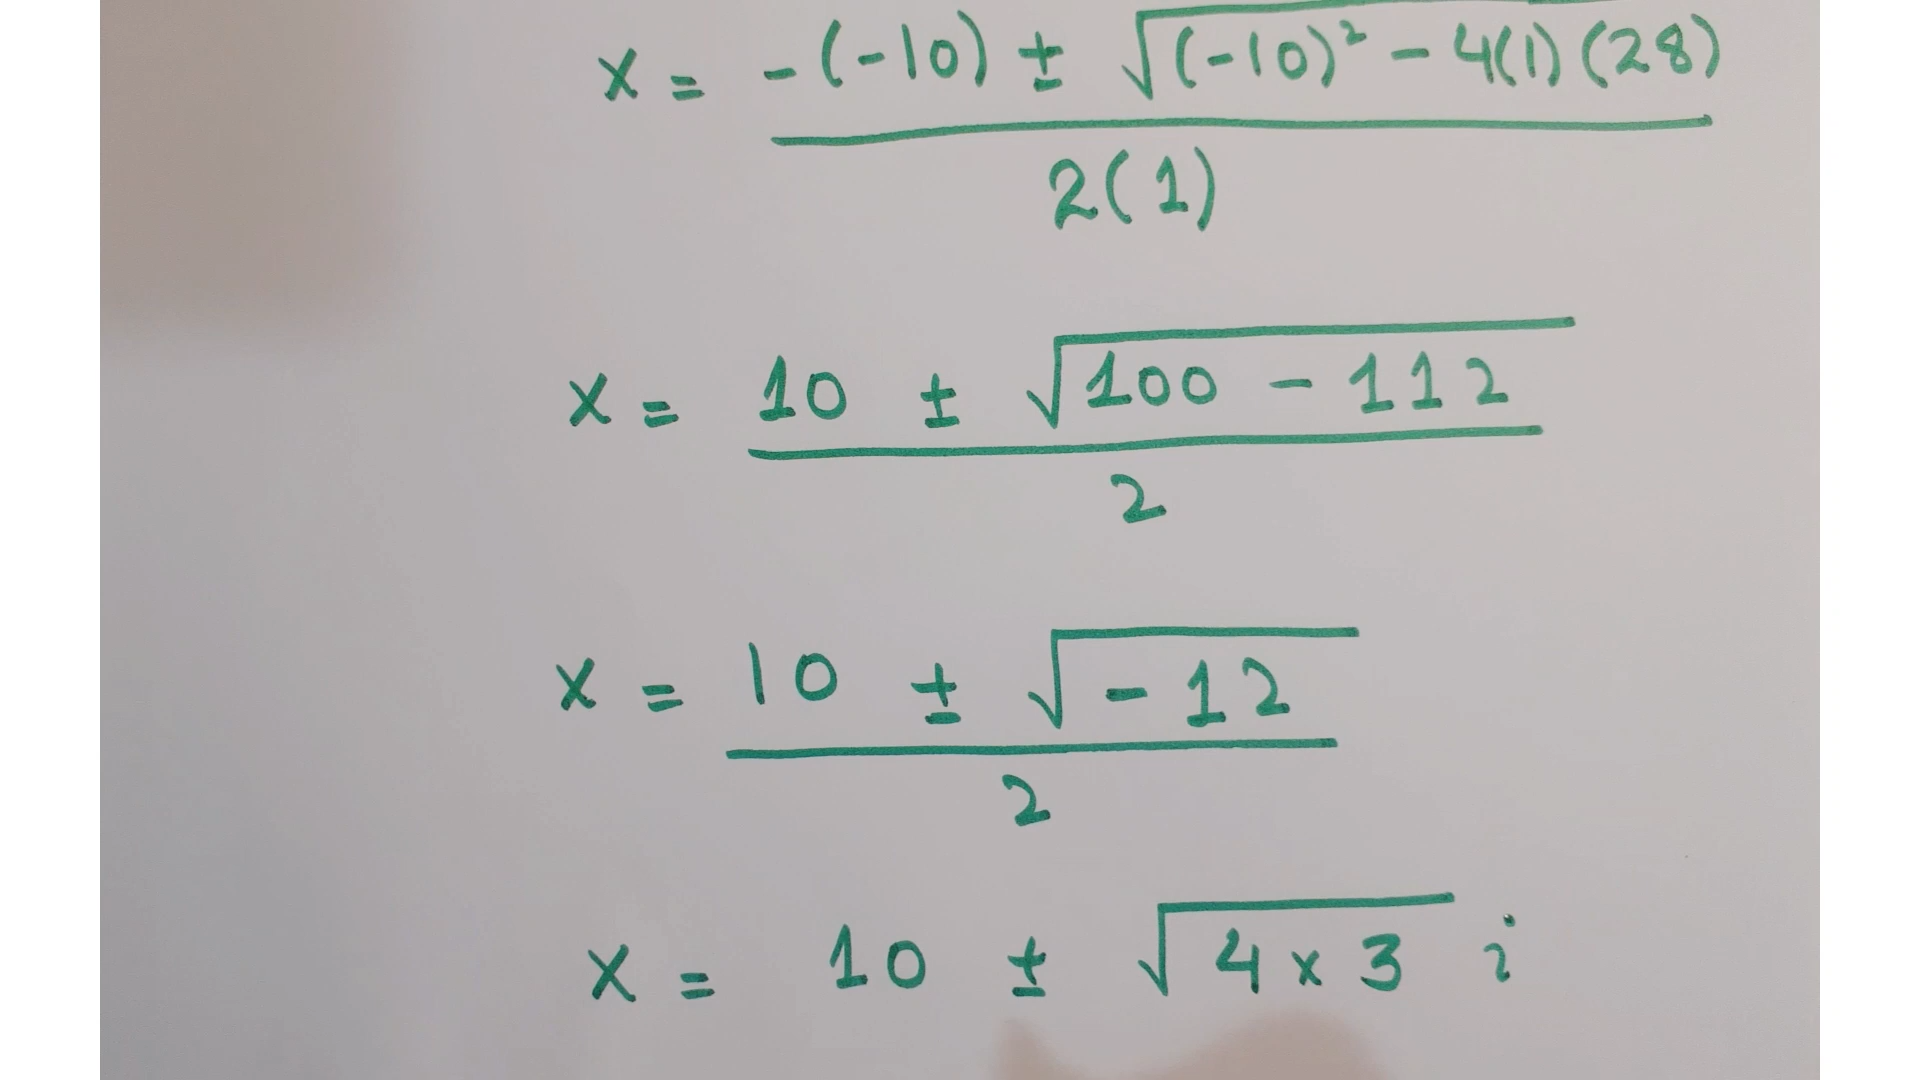 x = -(-10) ± √(-10)² - 4(1)(28)
2(1)
x = 10 ± √100 - 112
2
x = 10 ± √-12
2
x = 10 ± √4 x 3 i